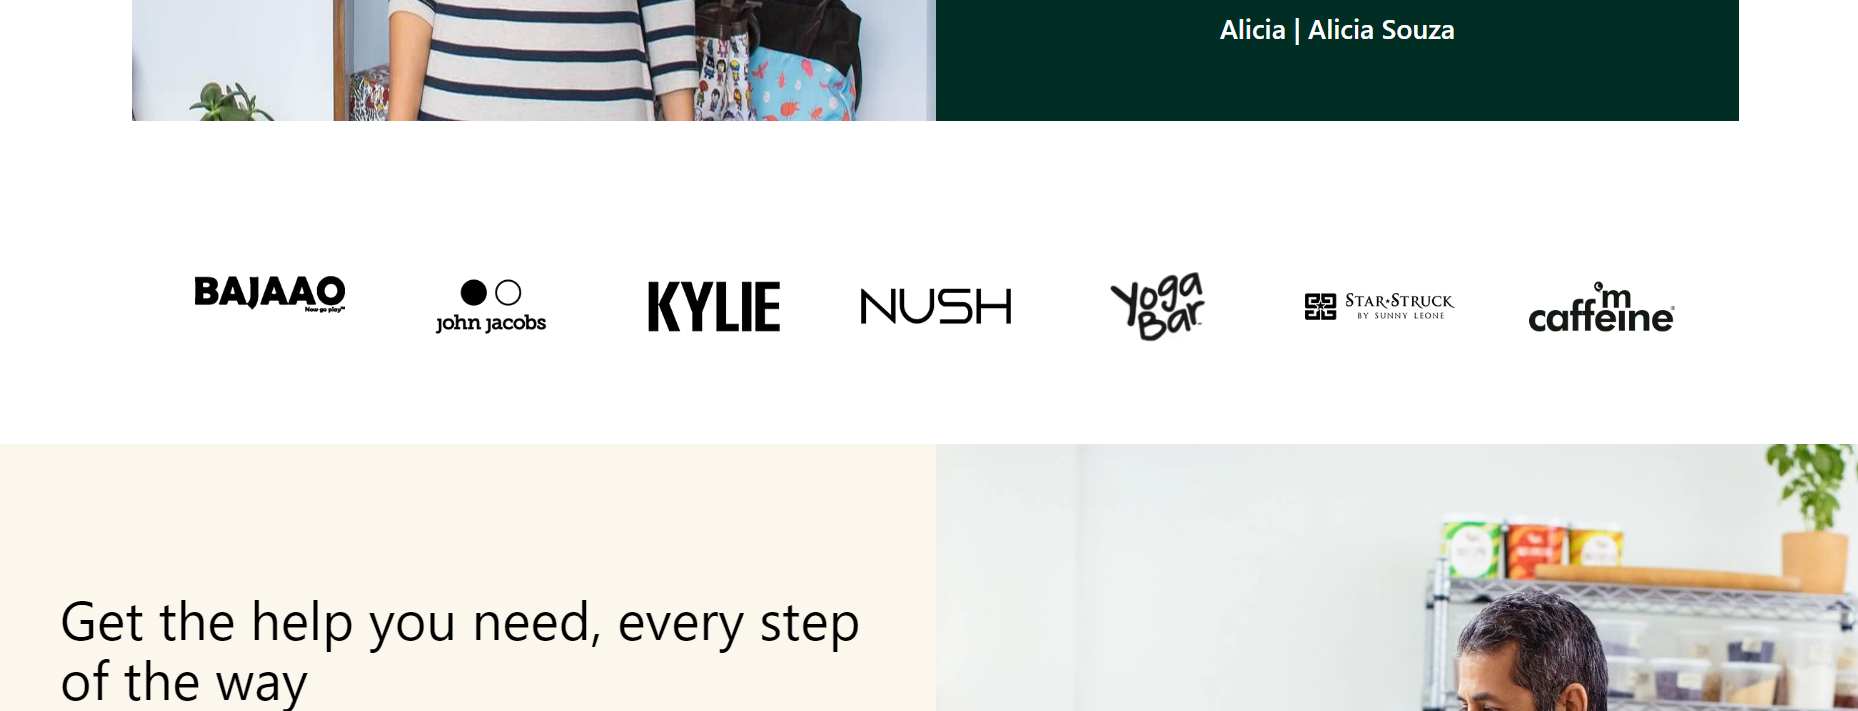 Alicia | Alicia Souza
BAJAAO
Now go play™
john jacobs
KYLIE
NUSH
Yoga
Bar
STAR★STRUCK
BY SUNNY LEONE
'm
caffeine®
Get the help you need, every step
of the way